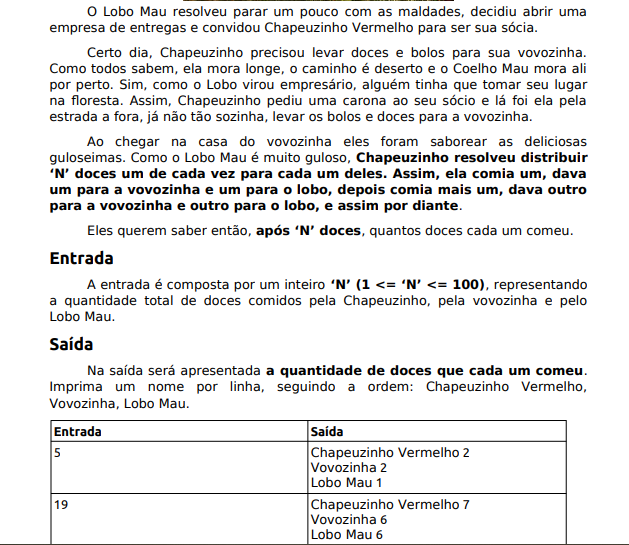 O Lobo Mau resolveu parar um pouco com as maldades, decidiu abrir uma
empresa de entregas e convidou Chapeuzinho Vermelho para ser sua sócia.
Certo dia, Chapeuzinho precisou levar doces e bolos para sua vovozinha.
Como todos sabem, ela mora longe, o caminho é deserto e o Coelho Mau mora ali
por perto. Sim, como o Lobo virou empresário, alguém tinha que tomar seu lugar
na floresta. Assim, Chapeuzinho pediu uma carona ao seu sócio e lá foi ela pela
estrada a fora, já não tão sozinha, levar os bolos e doces para a vovozinha.
Ao chegar na casa do vovozinha eles foram saborear as deliciosas
guloseimas. Como o Lobo Mau é muito guloso, Chapeuzinho resolveu distribuir
‘N’ doces um de cada vez para cada um deles. Assim, ela comia um, dava
um para a vovozinha e um para o lobo, depois comia mais um, dava outro
para a vovozinha e outro para o lobo, e assim por diante.
Eles querem saber então, após ‘N’ doces, quantos doces cada um comeu.
Entrada
A entrada é composta por um inteiro ‘N’ (1 <= ‘N’ <= 100), representando
a quantidade total de doces comidos pela Chapeuzinho, pela vovozinha e pelo
Lobo Mau.
Saída
Na saída será apresentada a quantidade de doces que cada um comeu.
Imprima um nome por linha, seguindo a ordem: Chapeuzinho Vermelho,
Vovozinha, Lobo Mau.
Entrada Saída
5 Chapeuzinho Vermelho 2
Vovozinha 2
Lobo Mau 1
19 Chapeuzinho Vermelho 7
Vovozinha 6
Lobo Mau 6